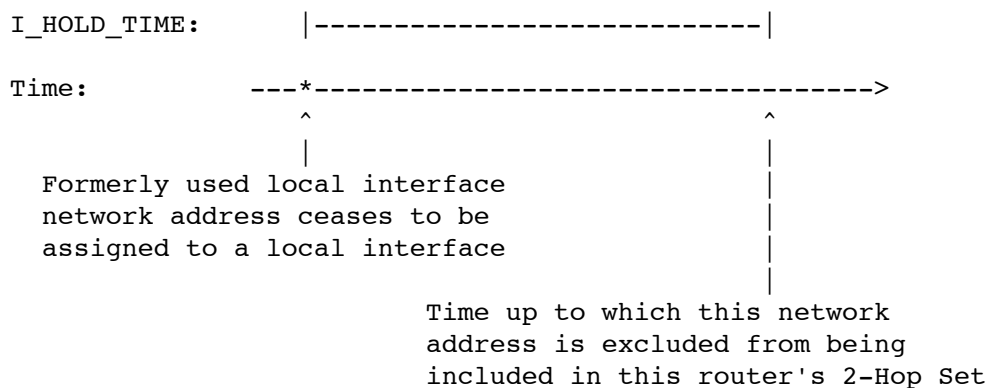 I_HOLD_TIME:      |----------------------------|

Time:          ---*----------------------------------->
                  ^                            ^
                  |                            |
  Formerly used local interface                |
  network address ceases to be                 |
  assigned to a local interface                |
                                               |
                          Time up to which this network
                          address is excluded from being
                          included in this router's 2-Hop Set